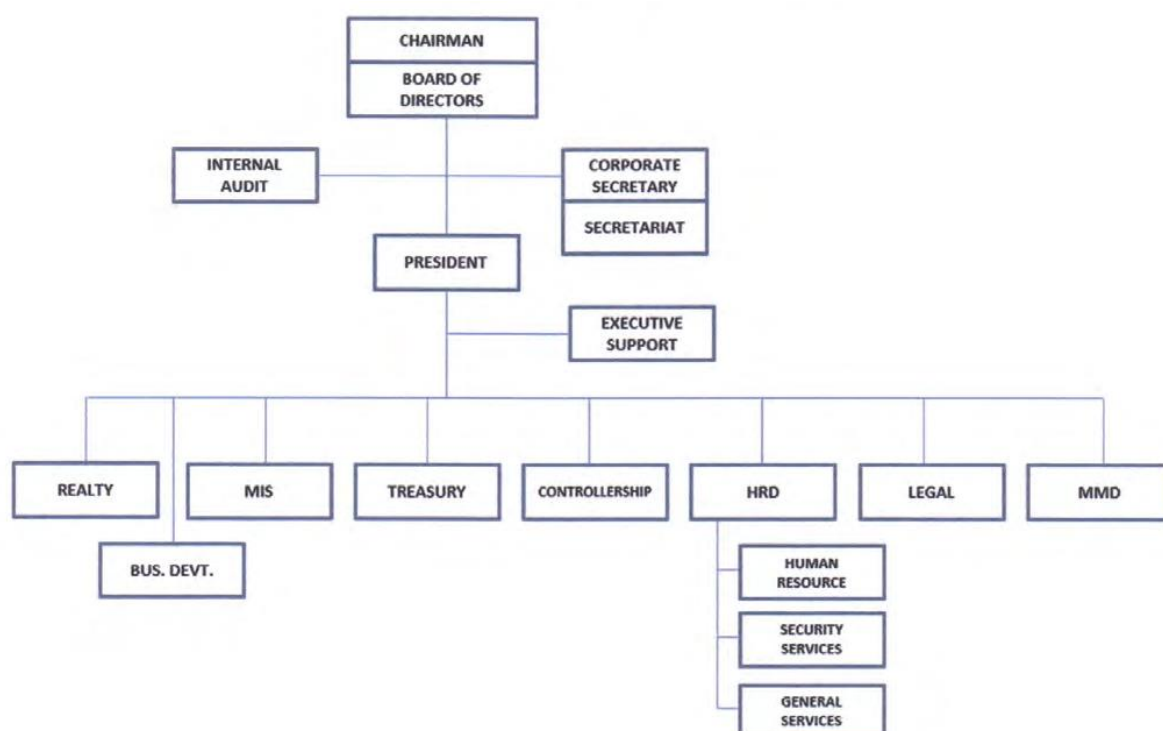 CHAIRMAN
BOARD OF
DIRECTORS
INTERNAL
AUDIT
CORPORATE
SECRETARY
SECRETARIAT
PRESIDENT
EXECUTIVE
SUPPORT
REALTY
MIS
TREASURY
CONTROLLERSHIP
HRD
LEGAL
MMD
BUS. DEVT.
HUMAN
RESOURCE
SECURITY
SERVICES
GENERAL
SERVICES